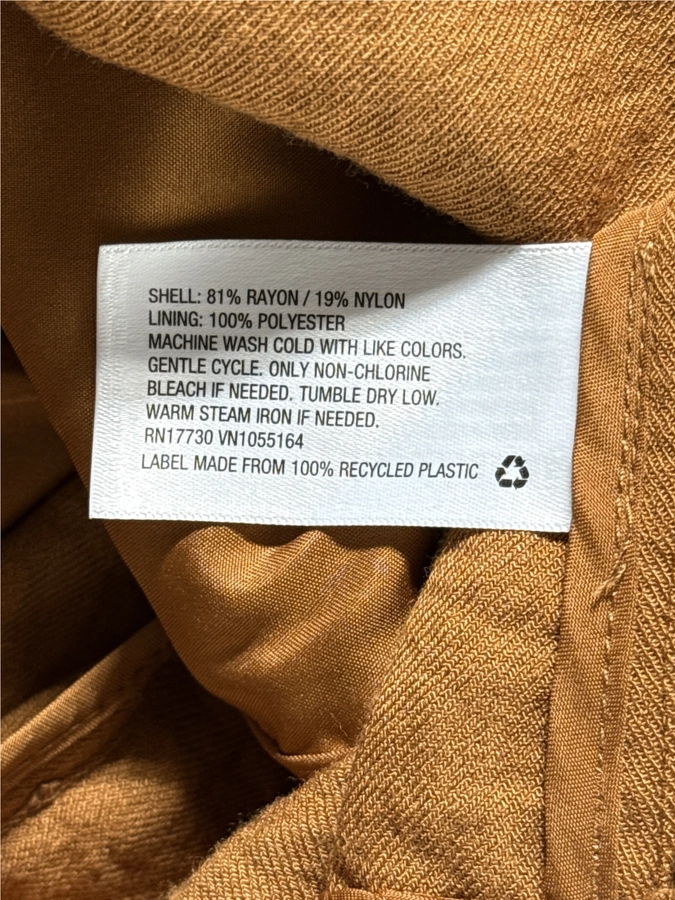 SHELL: 81% RAYON / 19% NYLON
LINING: 100% POLYESTER
MACHINE WASH COLD WITH LIKE COLORS.
GENTLE CYCLE. ONLY NON-CHLORINE
BLEACH IF NEEDED. TUMBLE DRY LOW.
WARM STEAM IRON IF NEEDED.
RN17730 VN1055164
LABEL MADE FROM 100% RECYCLED PLASTIC